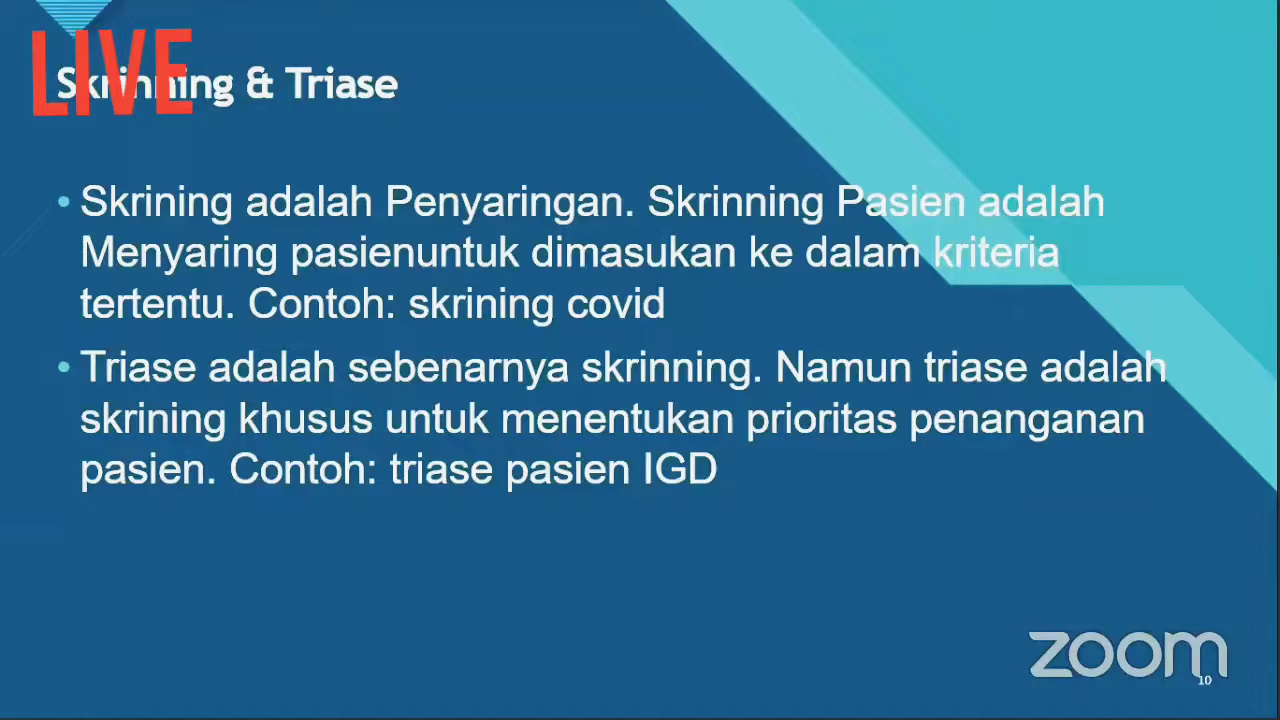 LIVE
Skrinning & Triase
• Skrining adalah Penyaringan. Skrinning Pasien adalah
Menyaring pasienuntuk dimasukan ke dalam kriteria
tertentu. Contoh: skrining covid
• Triase adalah sebenarnya skrinning. Namun triase adalah
skrining khusus untuk menentukan prioritas penanganan
pasien. Contoh: triase pasien IGD
zoom
10